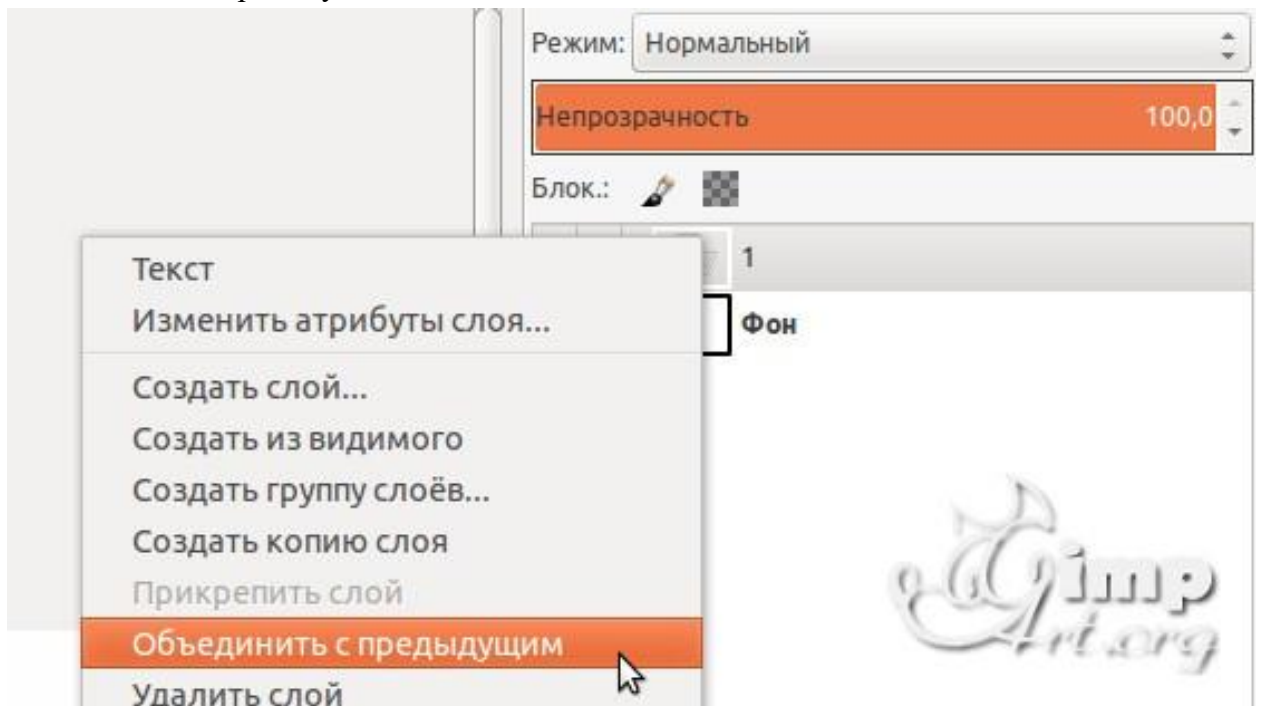 Режим: Нормальный
Непрозрачность 100,0
Блок.:
1
Фон
Текст
Изменить атрибуты слоя...
Создать слой...
Создать из видимого
Создать группу слоёв...
Создать копию слоя
Прикрепить слой
Объединить с предыдущим
Удалить слой
Gimp
Art.org